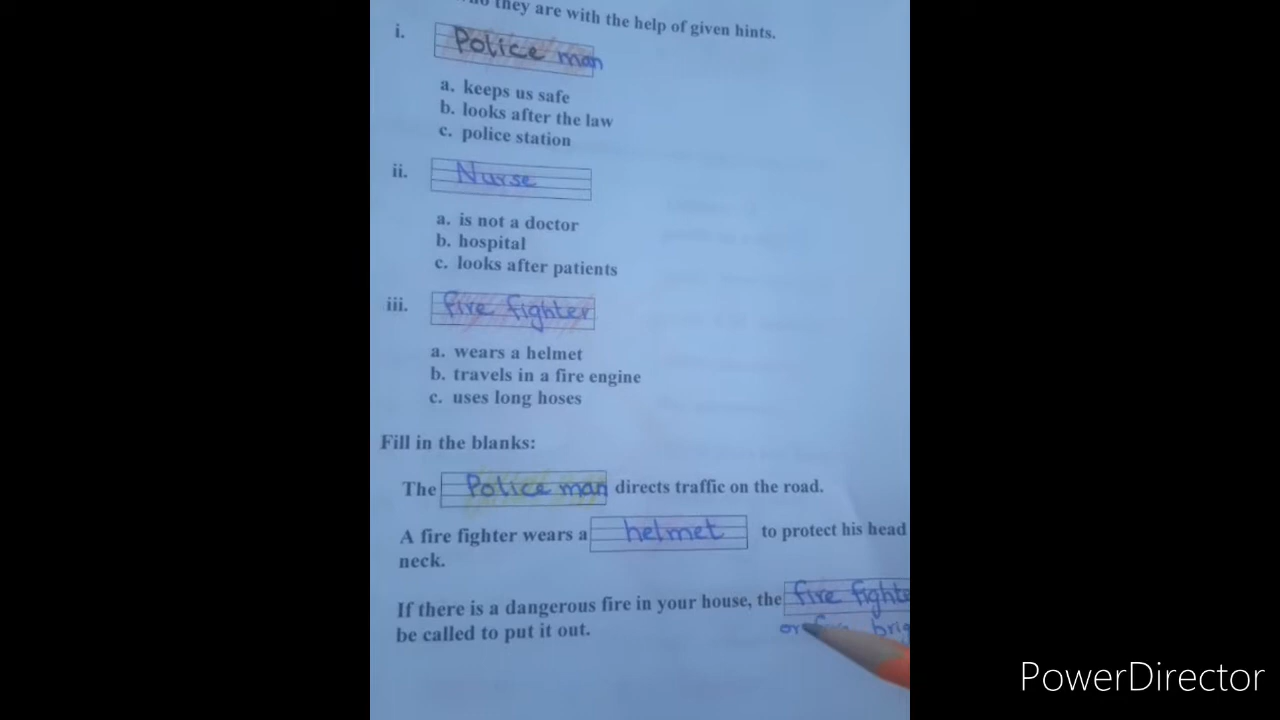 they are with the help of given hints.
i. Police man
a. keeps us safe
b. looks after the law
c. police station
ii. Nurse
a. is not a doctor
b. hospital
c. looks after patients
iii. fire fighter
a. wears a helmet
b. travels in a fire engine
c. uses long hoses
Fill in the blanks:
The Police man directs traffic on the road.
A fire fighter wears a helmet to protect his head
neck.
If there is a dangerous fire in your house, the fire fighte
be called to put it out. or brig
PowerDirector